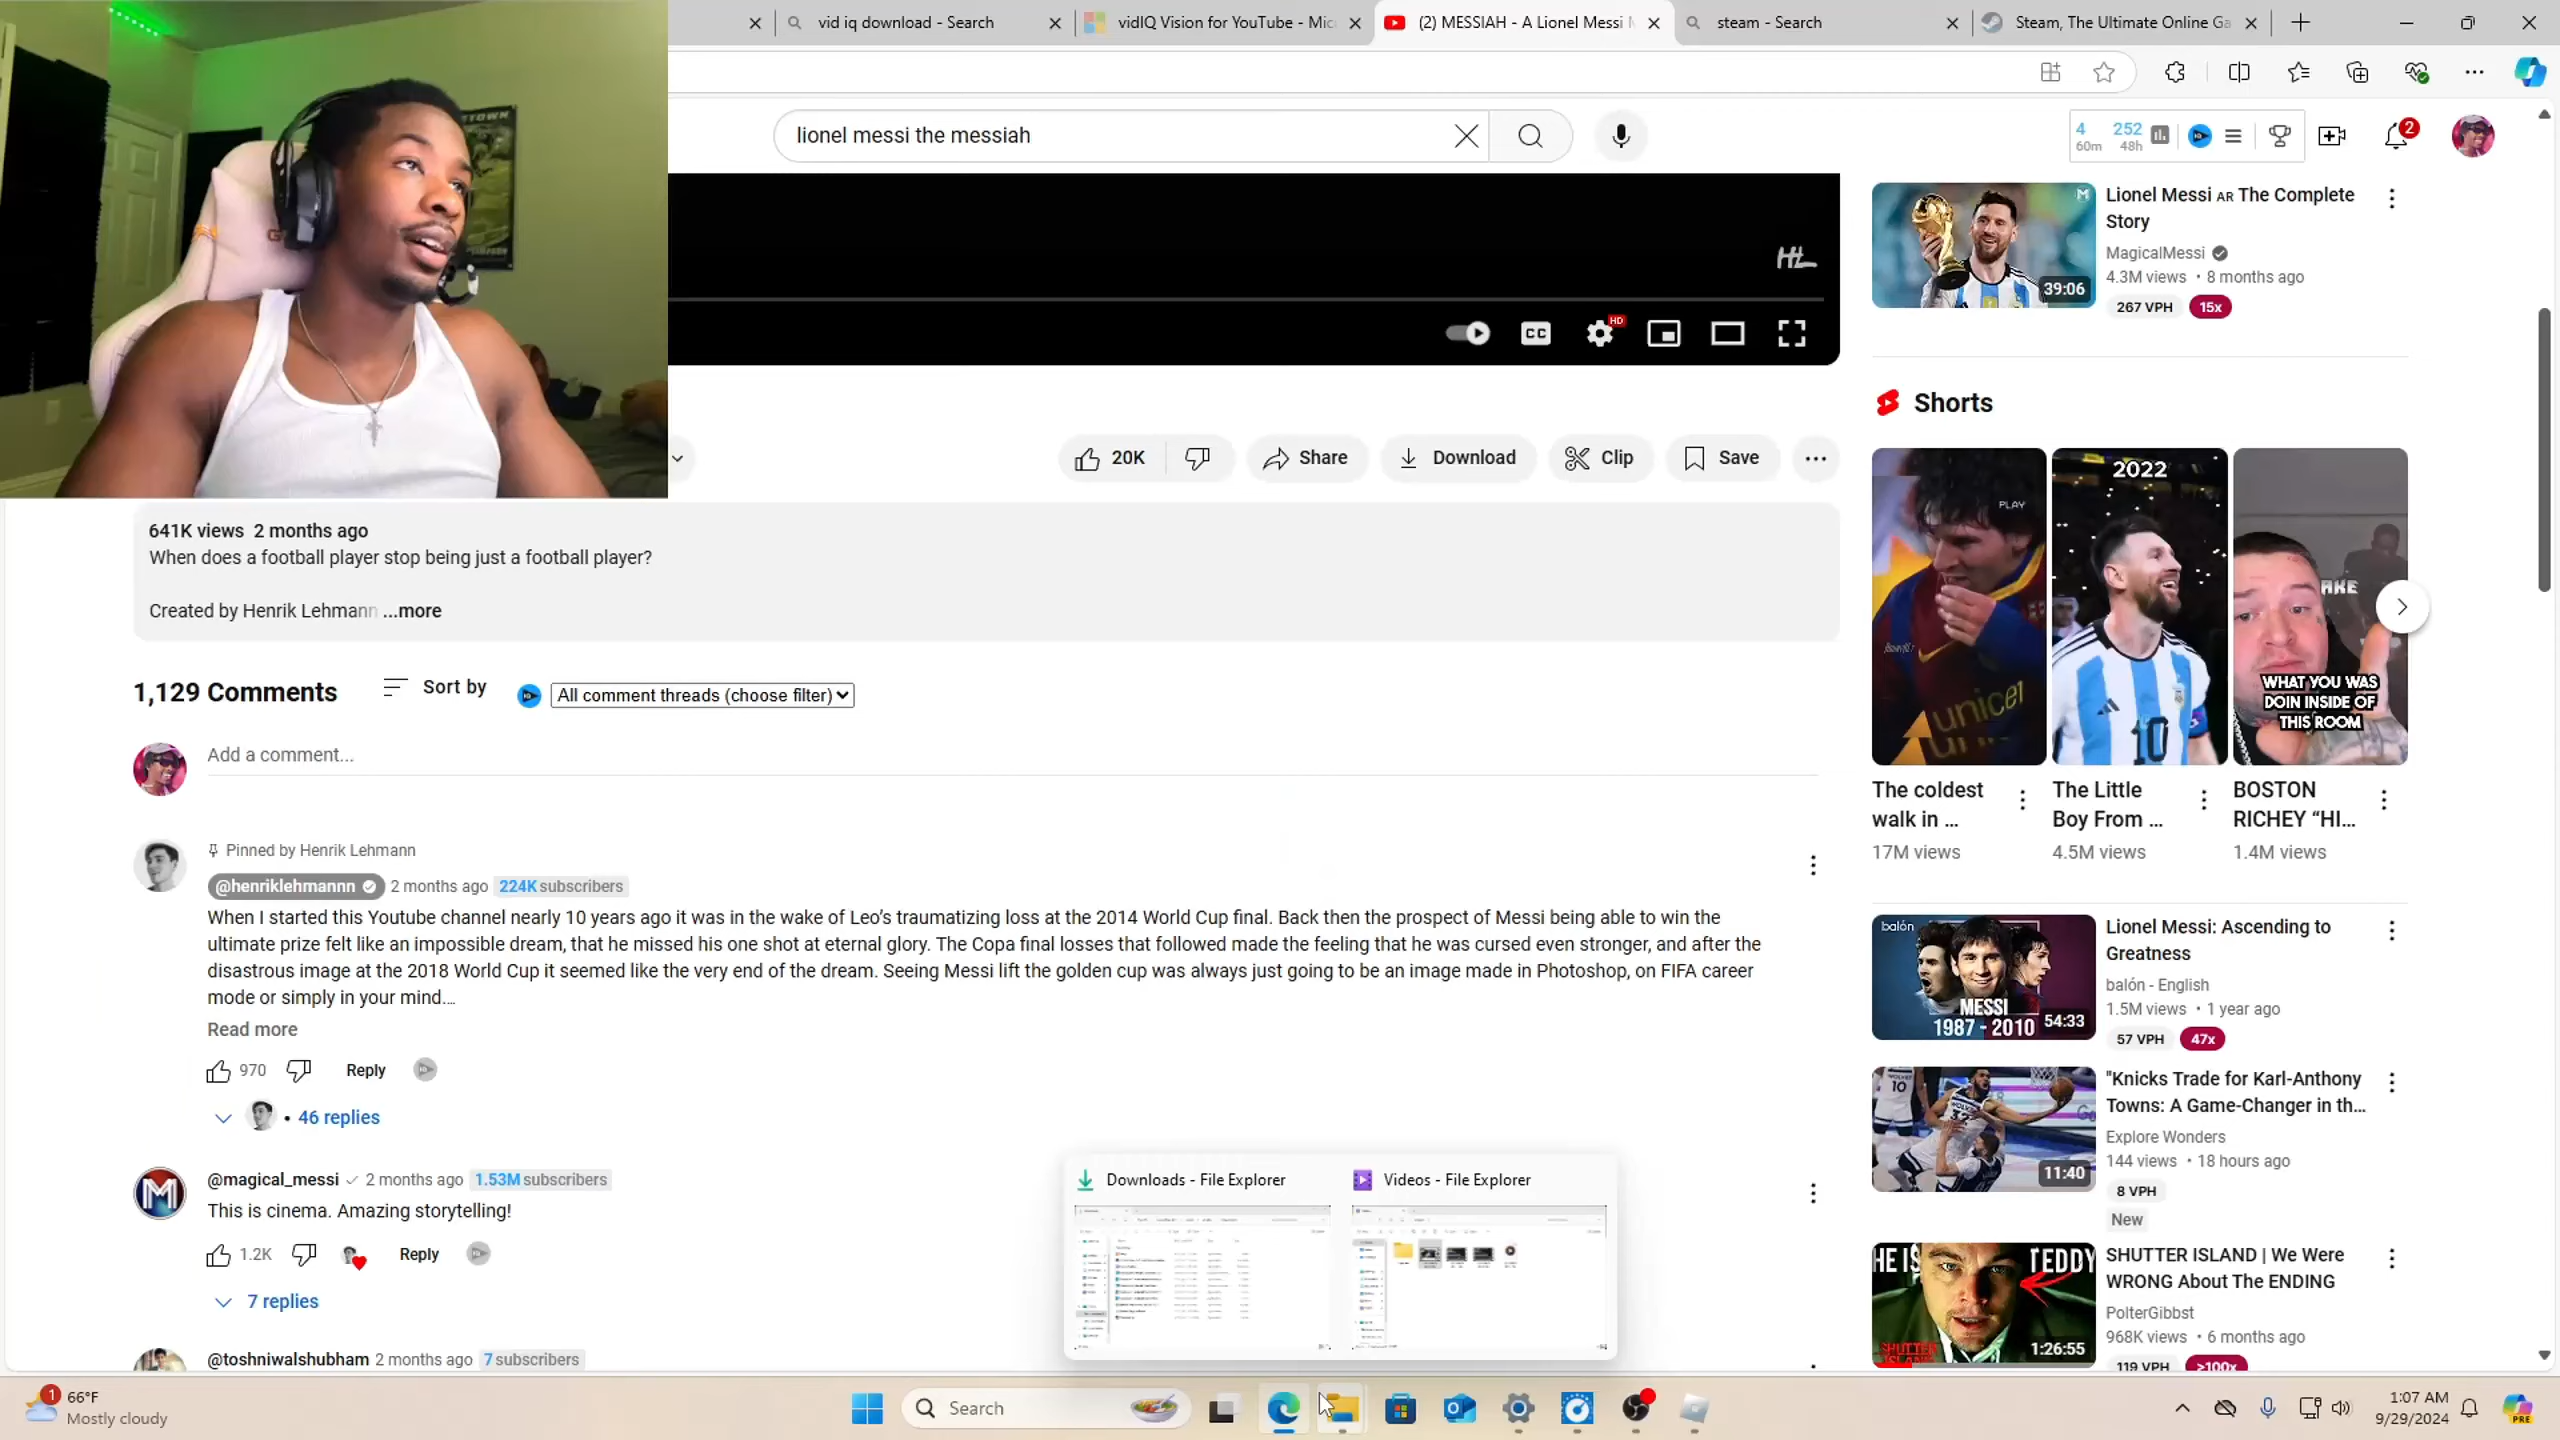 vid iq download - Search
vidIQ Vision for YouTube - Mic
(2) MESSIAH - A Lionel Messi
steam - Search
Steam, The Ultimate Online Ga
lionel messi the messiah
4
60m
252
48h
2
HL
HD
CC
20K
Share
Download
Clip
Save
641K views 2 months ago
When does a football player stop being just a football player?
Created by Henrik Lehmann ...more
1,129 Comments
Sort by
All comment threads (choose filter)
Add a comment...
Pinned by Henrik Lehmann
@henriklehmannn 2 months ago 224K subscribers
When I started this Youtube channel nearly 10 years ago it was in the wake of Leo's traumatizing loss at the 2014 World Cup final. Back then the prospect of Messi being able to win the
ultimate prize felt like an impossible dream, that he missed his one shot at eternal glory. The Copa final losses that followed made the feeling that he was cursed even stronger, and after the
disastrous image at the 2018 World Cup it seemed like the very end of the dream. Seeing Messi lift the golden cup was always just going to be an image made in Photoshop, on FIFA career
mode or simply in your mind...
Read more
970
Reply
• 46 replies
@magical_messi 2 months ago 1.53M subscribers
This is cinema. Amazing storytelling!
1.2K
Reply
7 replies
@toshniwalshubham 2 months ago 7 subscribers
39:06
Lionel Messi AR The Complete
Story
MagicalMessi
4.3M views • 8 months ago
267 VPH 15x
Shorts
PLAY
unicef
2022
10
WHAT YOU WAS
DOIN INSIDE OF
THIS ROOM
The coldest
walk in ...
17M views
The Little
Boy From ...
4.5M views
BOSTON
RICHEY “HI...
1.4M views
balón
MESSI
1987 - 2010
54:33
Lionel Messi: Ascending to
Greatness
balón - English
1.5M views • 1 year ago
57 VPH 47x
10
11:40
"Knicks Trade for Karl-Anthony
Towns: A Game-Changer in th...
Explore Wonders
144 views • 18 hours ago
8 VPH
New
HE IS
TEDDY
1:26:55
SHUTTER ISLAND | We Were
WRONG About The ENDING
PolterGibbst
968K views • 6 months ago
119 VPH >100x
Downloads - File Explorer
Videos - File Explorer
1
66°F
Mostly cloudy
Search
1:07 AM
9/29/2024
PRE